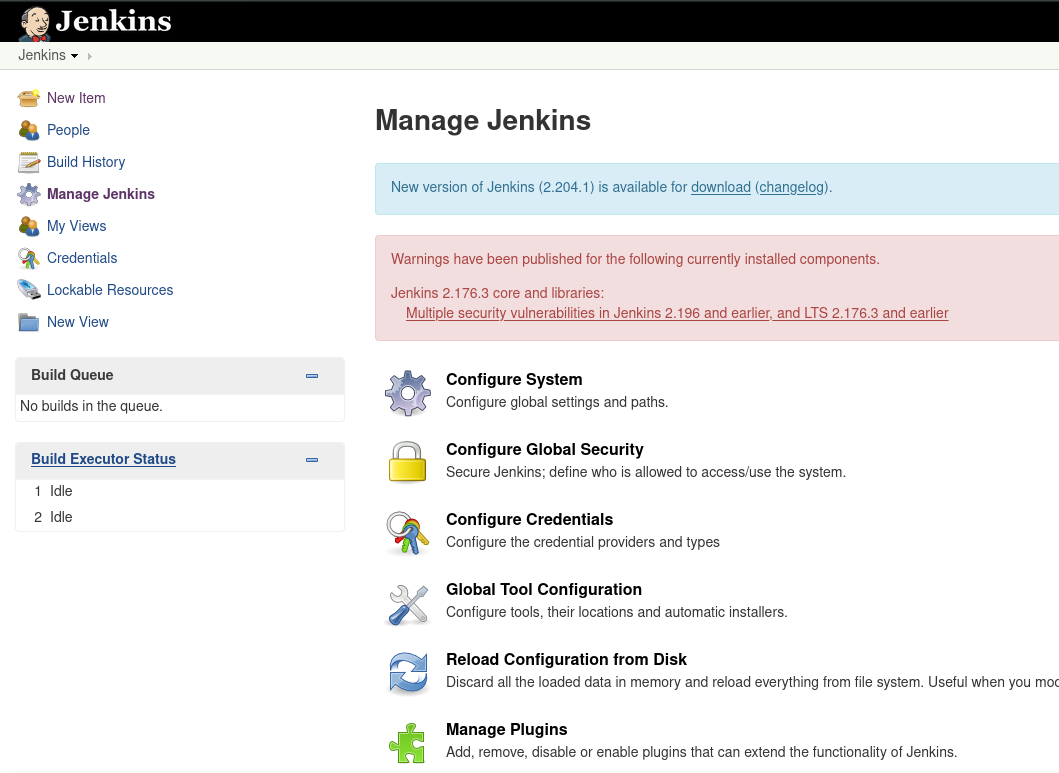 Jenkins
Jenkins
New Item
People
Build History
Manage Jenkins
My Views
Credentials
Lockable Resources
New View
Build Queue
No builds in the queue.
Build Executor Status
1 Idle
2 Idle
Manage Jenkins
New version of Jenkins (2.204.1) is available for download (changelog).
Warnings have been published for the following currently installed components.
Jenkins 2.176.3 core and libraries:
Multiple security vulnerabilities in Jenkins 2.196 and earlier, and LTS 2.176.3 and earlier
Configure System
Configure global settings and paths.
Configure Global Security
Secure Jenkins; define who is allowed to access/use the system.
Configure Credentials
Configure the credential providers and types
Global Tool Configuration
Configure tools, their locations and automatic installers.
Reload Configuration from Disk
Discard all the loaded data in memory and reload everything from file system. Useful when you mod
Manage Plugins
Add, remove, disable or enable plugins that can extend the functionality of Jenkins.